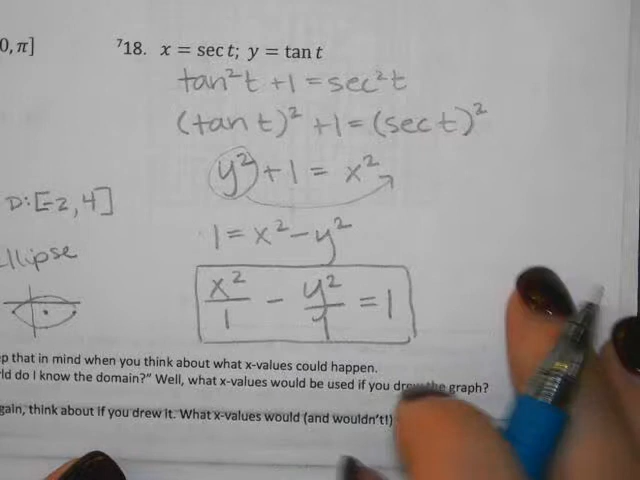 0, π]
⁷18. x = sec t; y = tan t
tan²t + 1 = sec²t
(tan t)² + 1 = (sec t)²
y² + 1 = x²
D:[-2, 4]
1 = x² - y²
Ellipse
x²/1 - y²/1 = 1
ep that in mind when you think about what x-values could happen.
ld do I know the domain?" Well, what x-values would be used if you drew the graph?
gain, think about if you drew it. What x-values would (and wouldn't!)